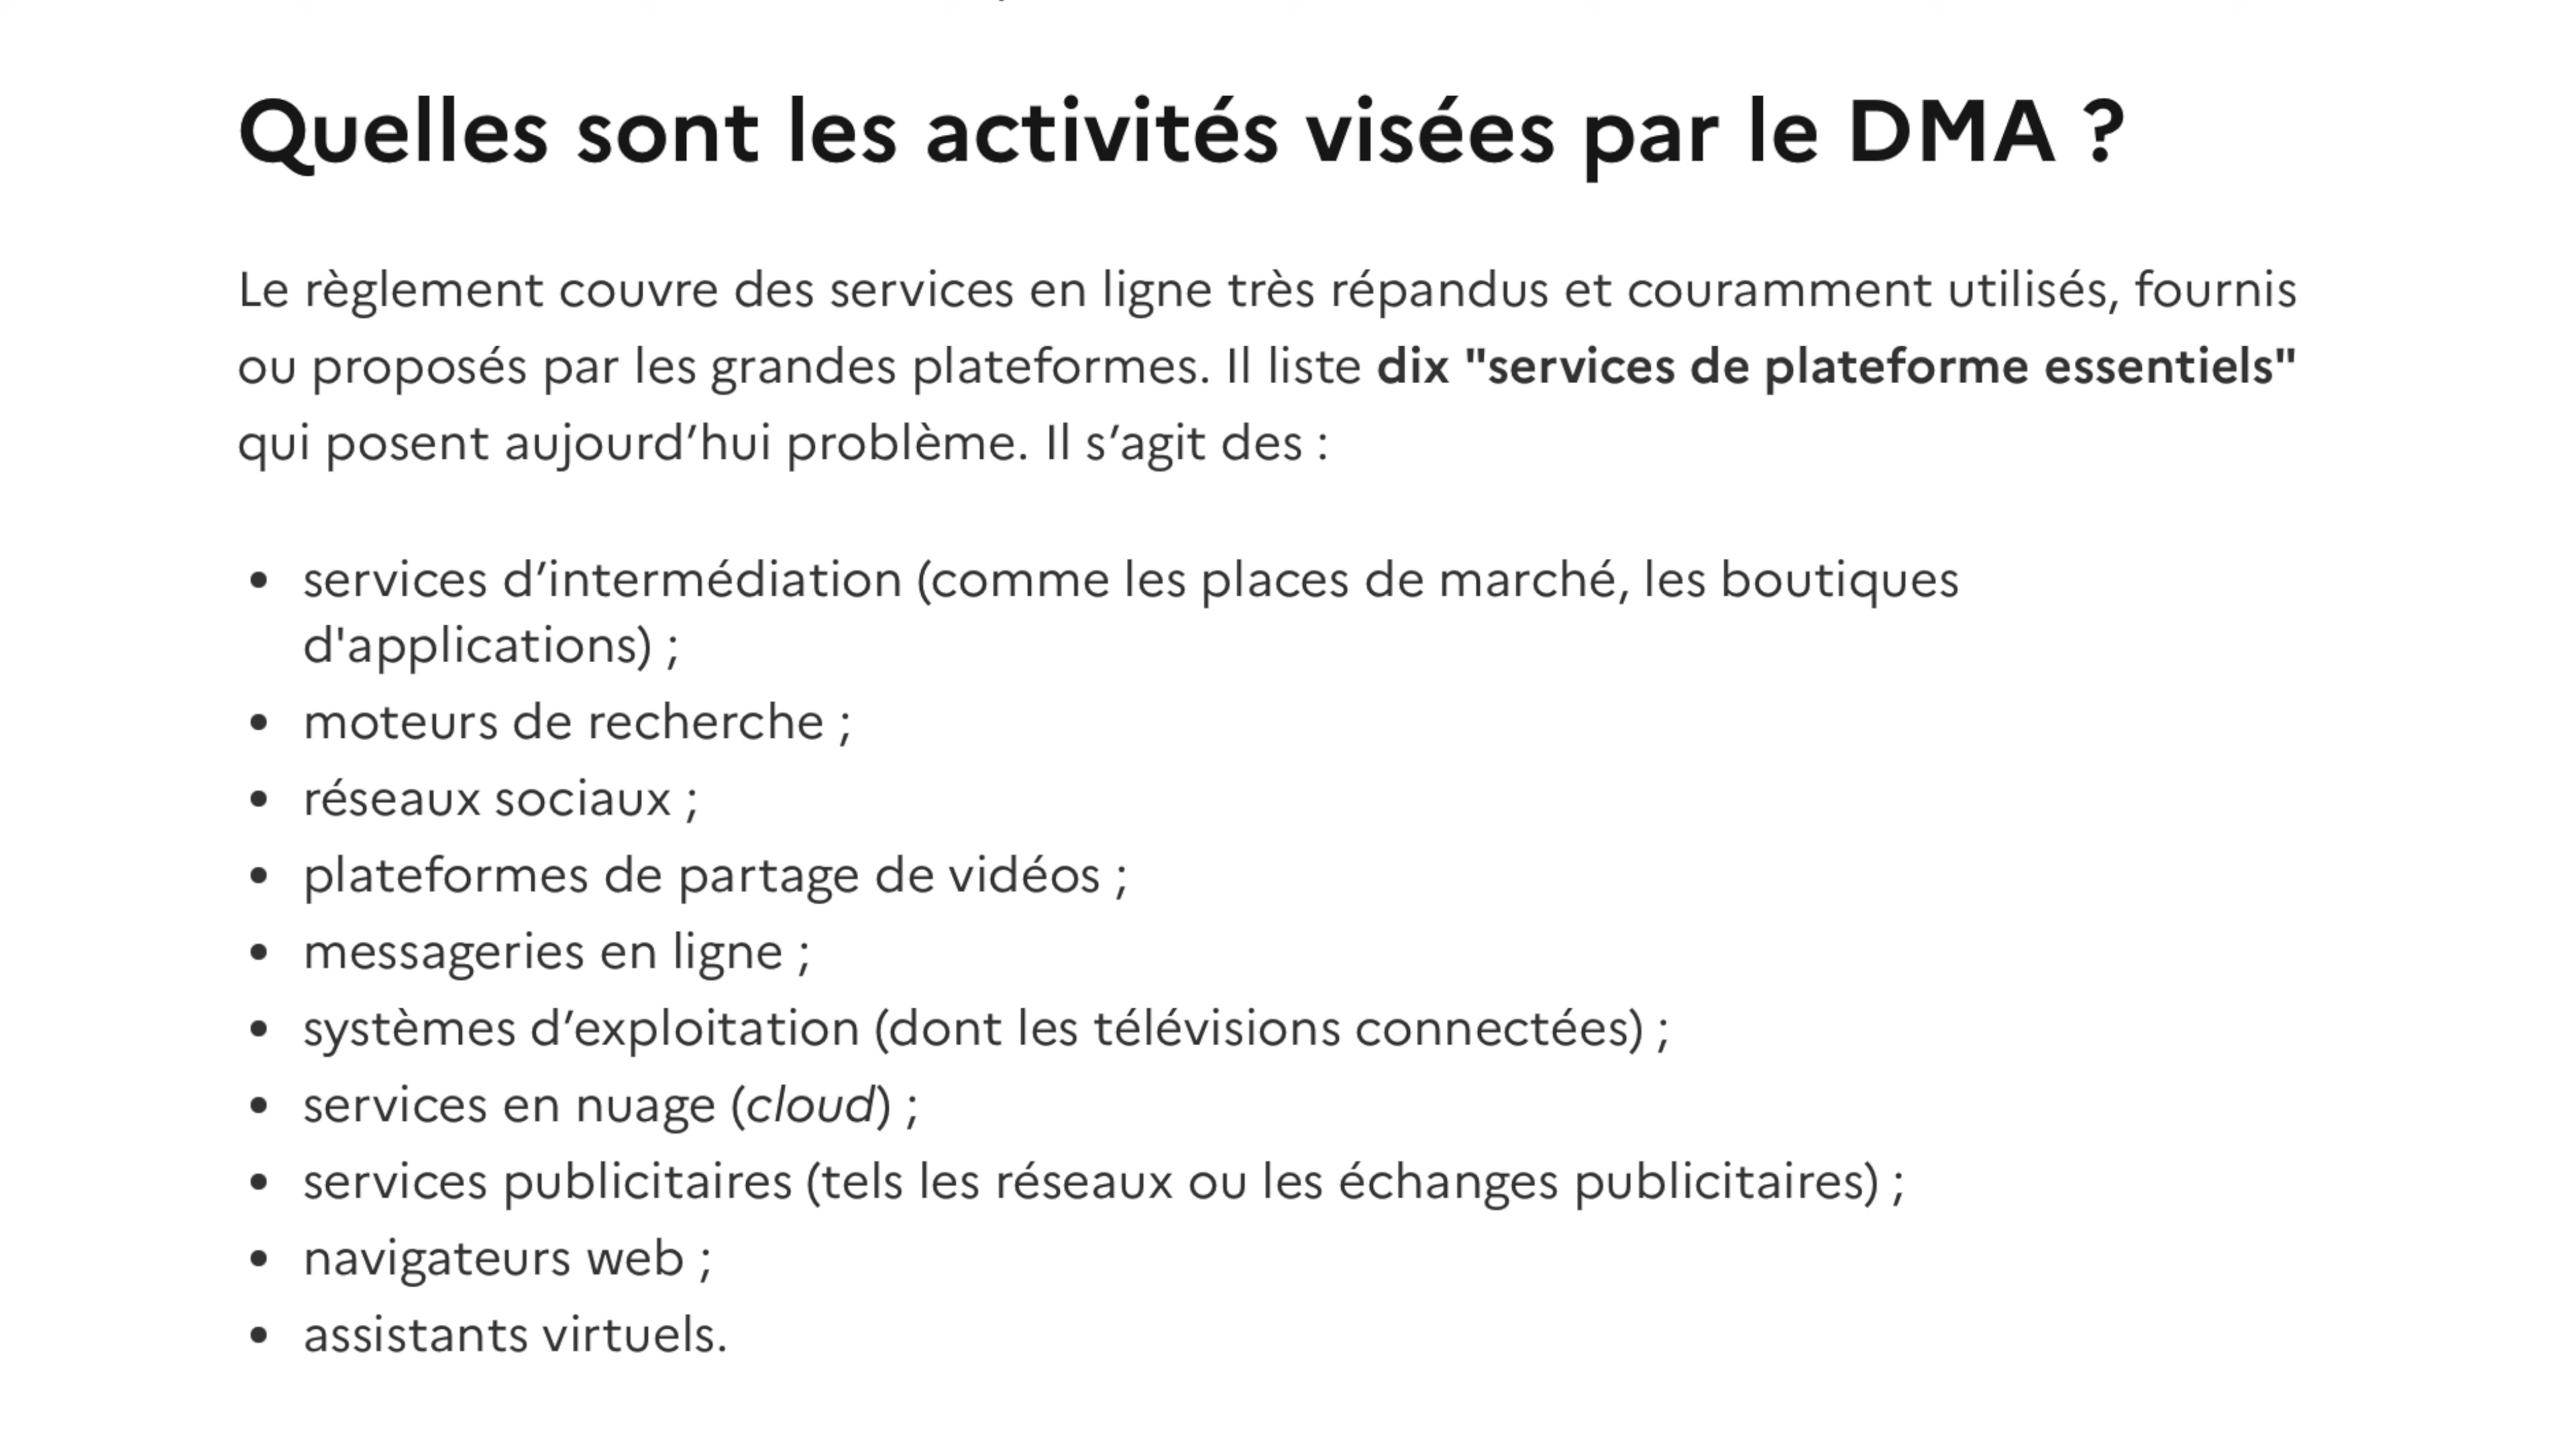 Quelles sont les activités visées par le DMA ?
Le règlement couvre des services en ligne très répandus et couramment utilisés, fournis
ou proposés par les grandes plateformes. Il liste dix "services de plateforme essentiels"
qui posent aujourd’hui problème. Il s’agit des :
• services d’intermédiation (comme les places de marché, les boutiques
d'applications) ;
• moteurs de recherche ;
• réseaux sociaux ;
• plateformes de partage de vidéos ;
• messageries en ligne ;
• systèmes d’exploitation (dont les télévisions connectées) ;
• services en nuage (cloud) ;
• services publicitaires (tels les réseaux ou les échanges publicitaires) ;
• navigateurs web ;
• assistants virtuels.